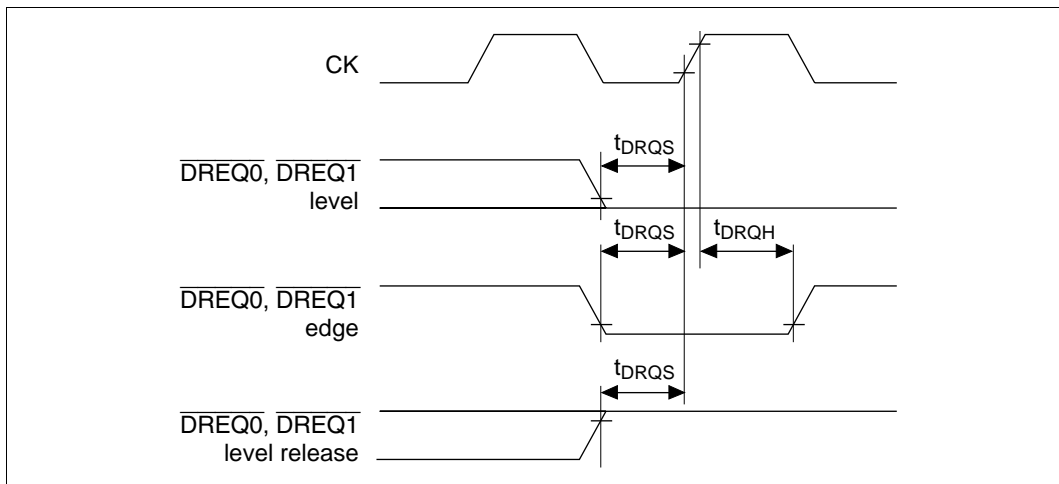 CK
tDRQS
DREQ0, DREQ1
level
tDRQS
tDRQH
DREQ0, DREQ1
edge
tDRQS
DREQ0, DREQ1
level release